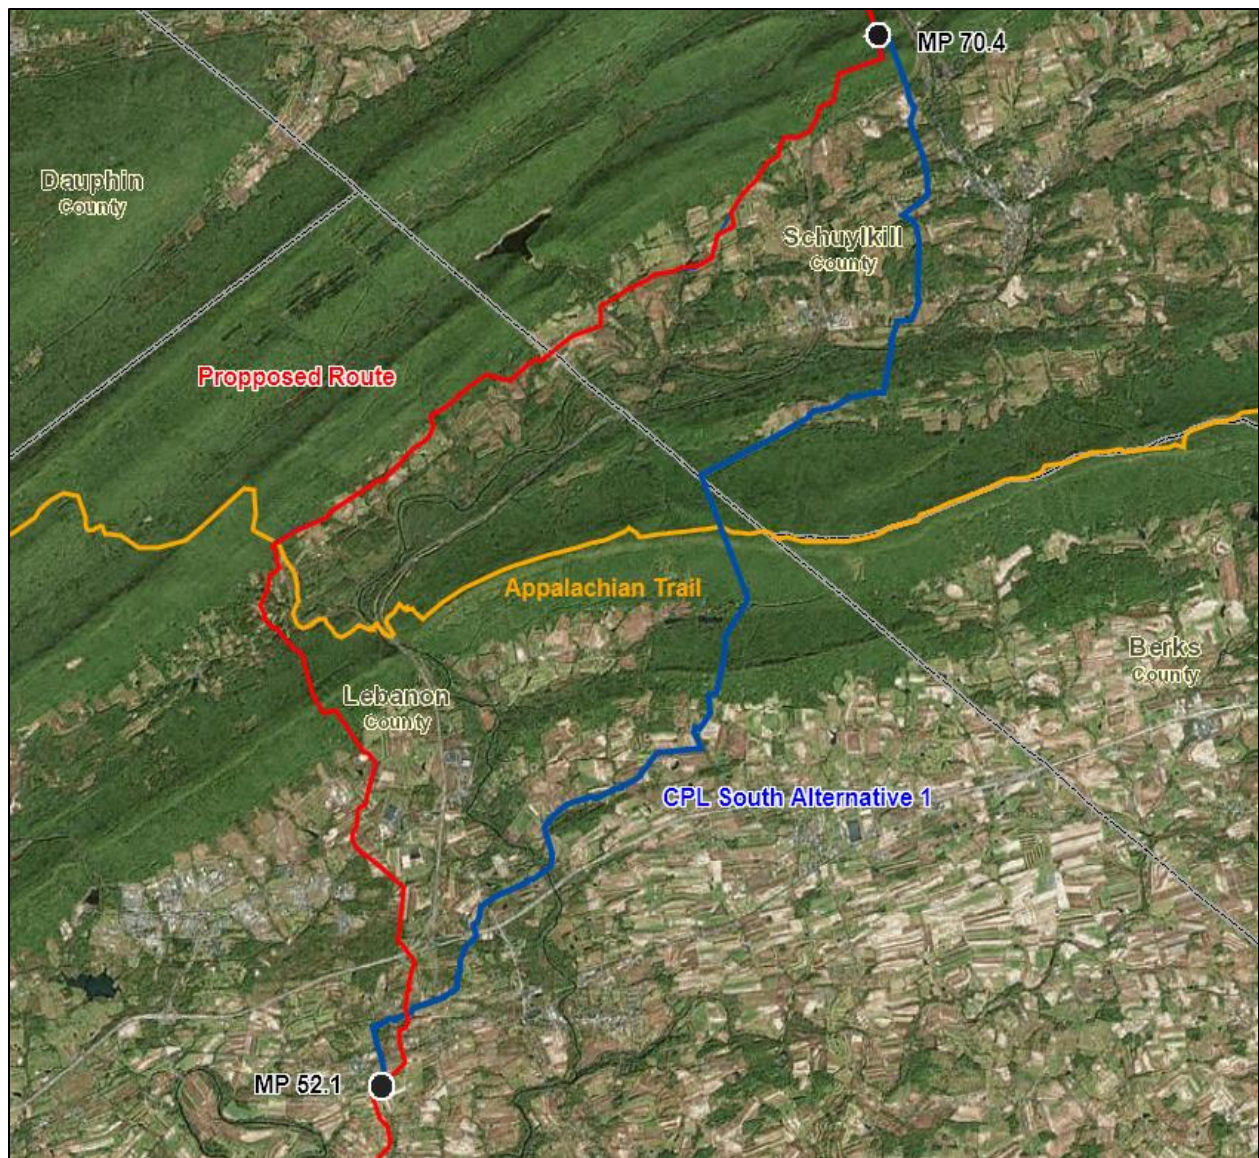 MP 70.4
Dauphin
County
Schuylkill
County
Propposed Route
Appalachian Trail
Berks
County
Lebanon
County
CPL South Alternative 1
MP 52.1